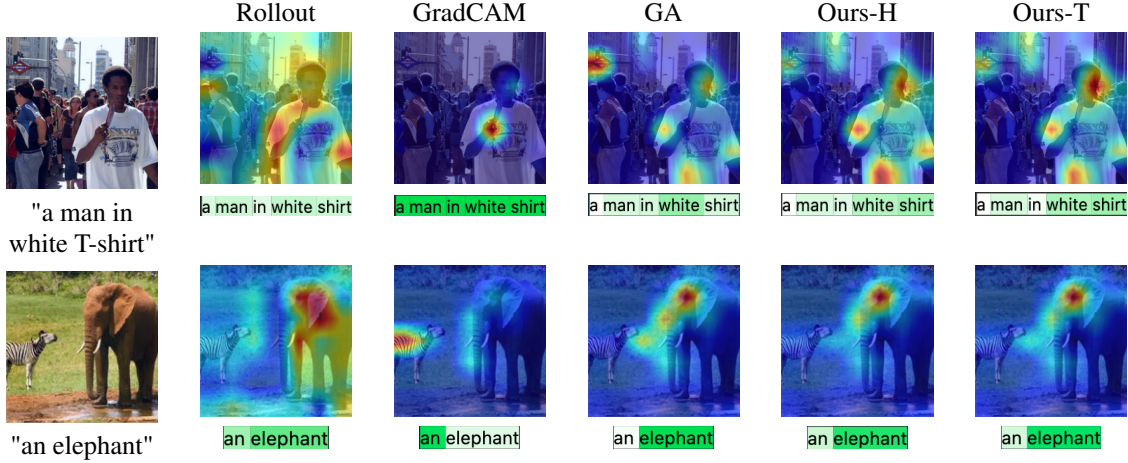 Rollout GradCAM GA Ours-H Ours-T
a man in white shirt a man in white shirt a man in white shirt a man in white shirt a man in white shirt
"a man in
white T-shirt"
an elephant an elephant an elephant an elephant an elephant
"an elephant"